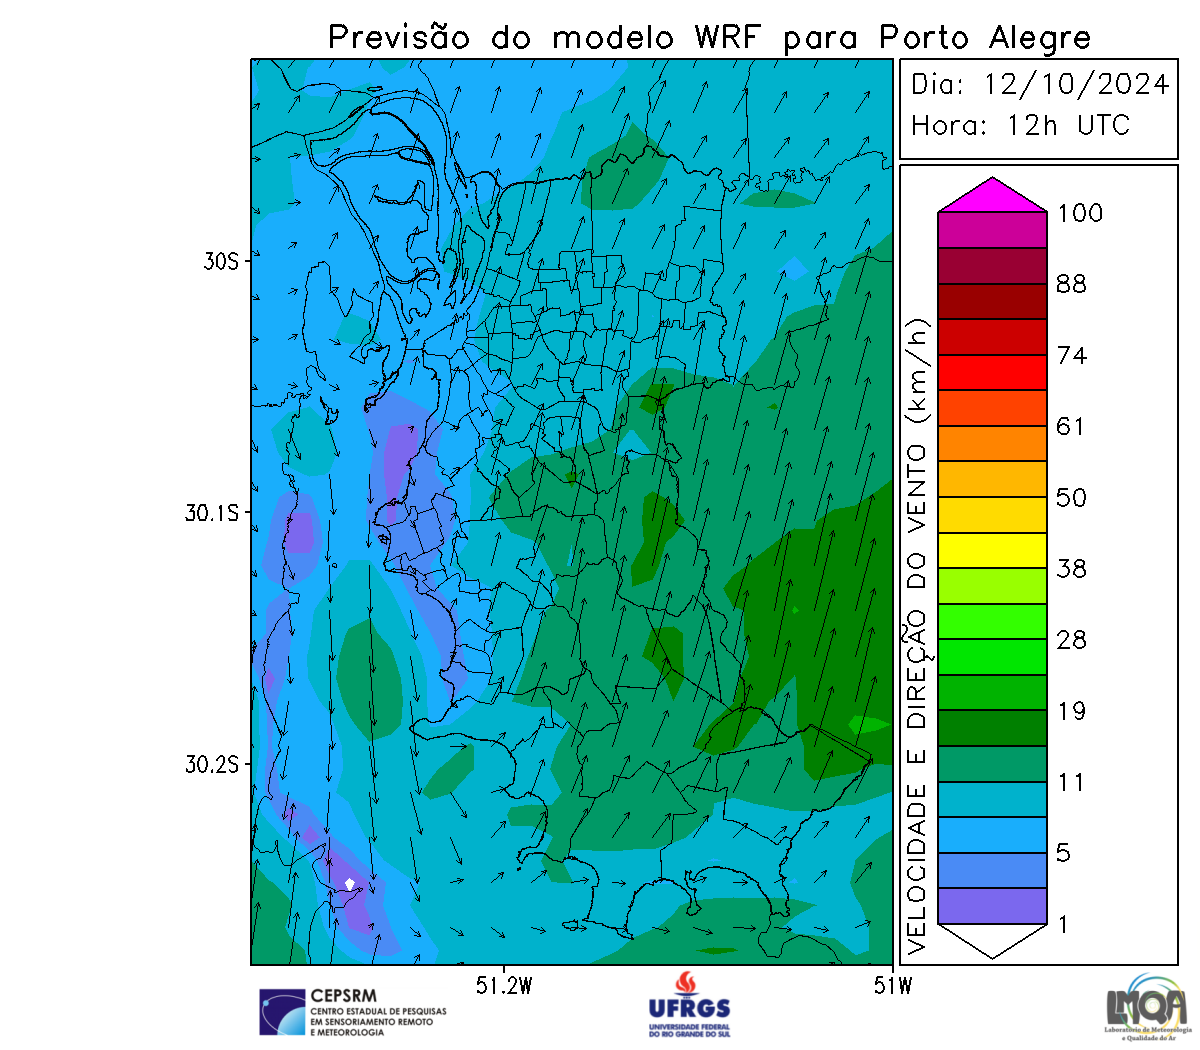 Previsão do modelo WRF para Porto Alegre
Dia: 12/10/2024
Hora: 12h UTC
30S
30.1S
30.2S
51.2W
51W
VELOCIDADE E DIREÇÃO DO VENTO (km/h)
100
88
74
61
50
38
28
19
11
5
1
CEPSRM
CENTRO ESTADUAL DE PESQUISAS
EM SENSORIAMENTO REMOTO
E METEOROLOGIA
UFRGS
UNIVERSIDADE FEDERAL
DO RIO GRANDE DO SUL
LMQA
Laboratório de Meteorologia
e Qualidade do Ar